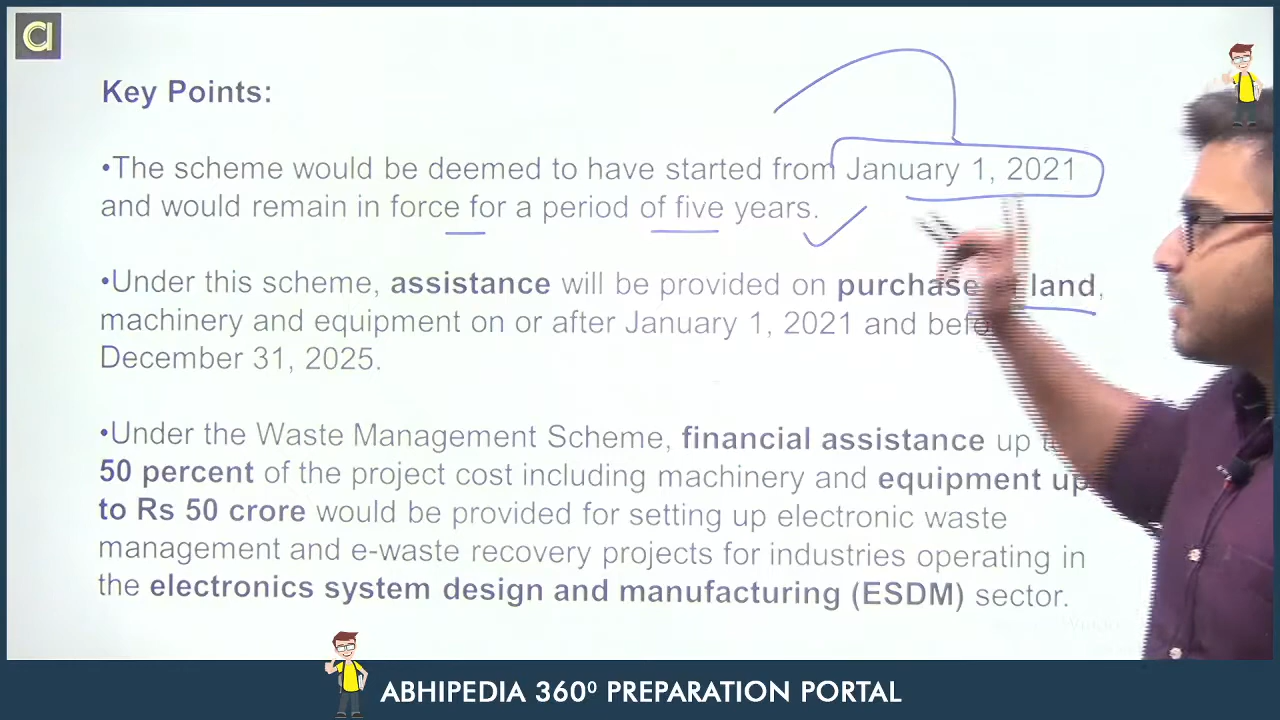 Key Points:
•The scheme would be deemed to have started from January 1, 2021
and would remain in force for a period of five years.
•Under this scheme, assistance will be provided on purchase land,
machinery and equipment on or after January 1, 2021 and
December 31, 2025.
•Under the Waste Management Scheme, financial assistance up
50 percent of the project cost including machinery and equipment up
to Rs 50 crore would be provided for setting up electronic waste
management and e-waste recovery projects for industries operating in
the electronics system design and manufacturing (ESDM) sector.
ABHIPEDIA 360⁰ PREPARATION PORTAL